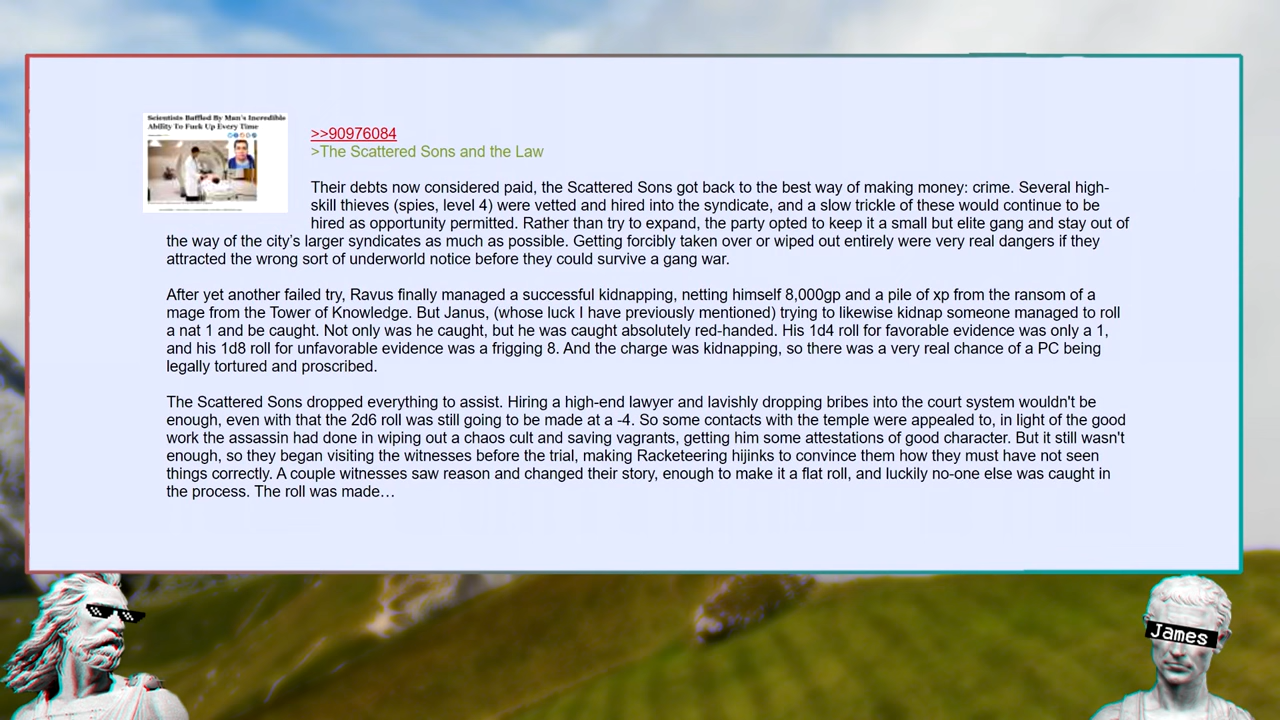 Scientists Baffled By Man's Incredible
Ability To Fuck Up Every Time
>>90976084
>The Scattered Sons and the Law
Their debts now considered paid, the Scattered Sons got back to the best way of making money: crime. Several high-
skill thieves (spies, level 4) were vetted and hired into the syndicate, and a slow trickle of these would continue to be
hired as opportunity permitted. Rather than try to expand, the party opted to keep it a small but elite gang and stay out of
the way of the city's larger syndicates as much as possible. Getting forcibly taken over or wiped out entirely were very real dangers if they
attracted the wrong sort of underworld notice before they could survive a gang war.
After yet another failed try, Ravus finally managed a successful kidnapping, netting himself 8,000gp and a pile of xp from the ransom of a
mage from the Tower of Knowledge. But Janus, (whose luck I have previously mentioned) trying to likewise kidnap someone managed to roll
a nat 1 and be caught. Not only was he caught, but he was caught absolutely red-handed. His 1d4 roll for favorable evidence was only a 1,
and his 1d8 roll for unfavorable evidence was a frigging 8. And the charge was kidnapping, so there was a very real chance of a PC being
legally tortured and proscribed.
The Scattered Sons dropped everything to assist. Hiring a high-end lawyer and lavishly dropping bribes into the court system wouldn't be
enough, even with that the 2d6 roll was still going to be made at a -4. So some contacts with the temple were appealed to, in light of the good
work the assassin had done in wiping out a chaos cult and saving vagrants, getting him some attestations of good character. But it still wasn't
enough, so they began visiting the witnesses before the trial, making Racketeering hijinks to convince them how they must have not seen
things correctly. A couple witnesses saw reason and changed their story, enough to make it a flat roll, and luckily no-one else was caught in
the process. The roll was made…
James